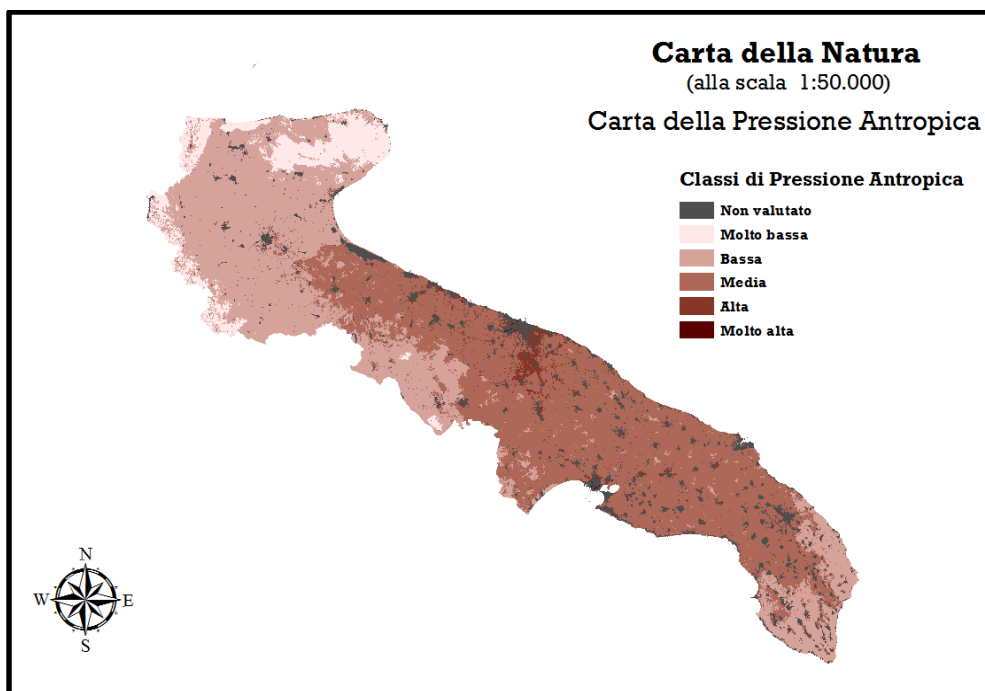 Carta della Natura
(alla scala 1:50.000)
Carta della Pressione Antropica
Classi di Pressione Antropica
Non valutato
Molto bassa
Bassa
Media
Alta
Molto alta
N
W E
S